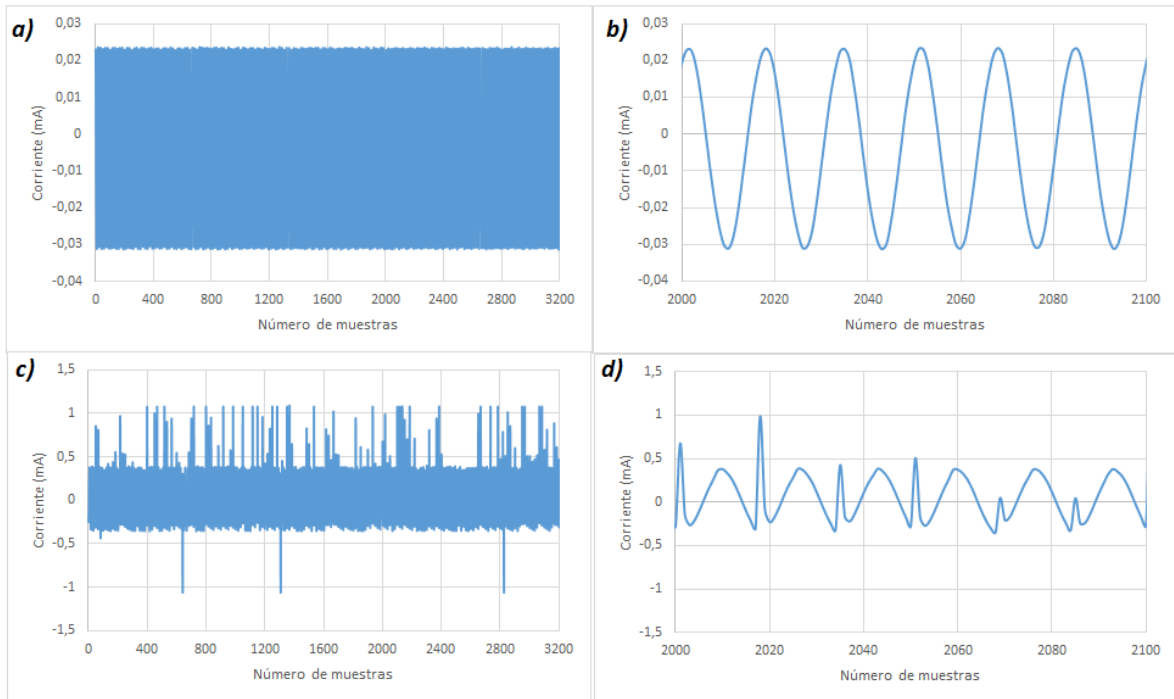 a)
0,03
0,02
0,01
0
-0,01
-0,02
-0,03
-0,04
Corriente (mA)
0 400 800 1200 1600 2000 2400 2800 3200
Número de muestras
b)
0,03
0,02
0,01
0
-0,01
-0,02
-0,03
-0,04
Corriente (mA)
2000 2020 2040 2060 2080 2100
Número de muestras
c)
1,5
1
0,5
0
-0,5
-1
-1,5
Corriente (mA)
0 400 800 1200 1600 2000 2400 2800 3200
Número de muestras
d)
1,5
1
0,5
0
-0,5
-1
-1,5
Corriente (mA)
2000 2020 2040 2060 2080 2100
Número de muestras